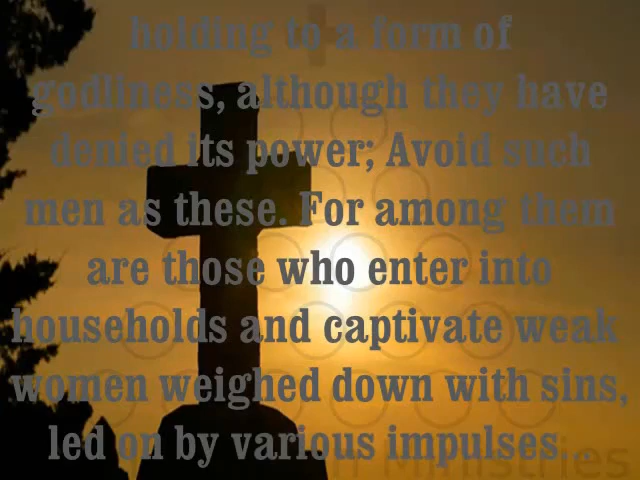 holding to a form of
godliness, although they have
denied its power; Avoid such
men as these. For among them
are those who enter into
households and captivate weak
women weighed down with sins,
led on by various impulses...
Ministries